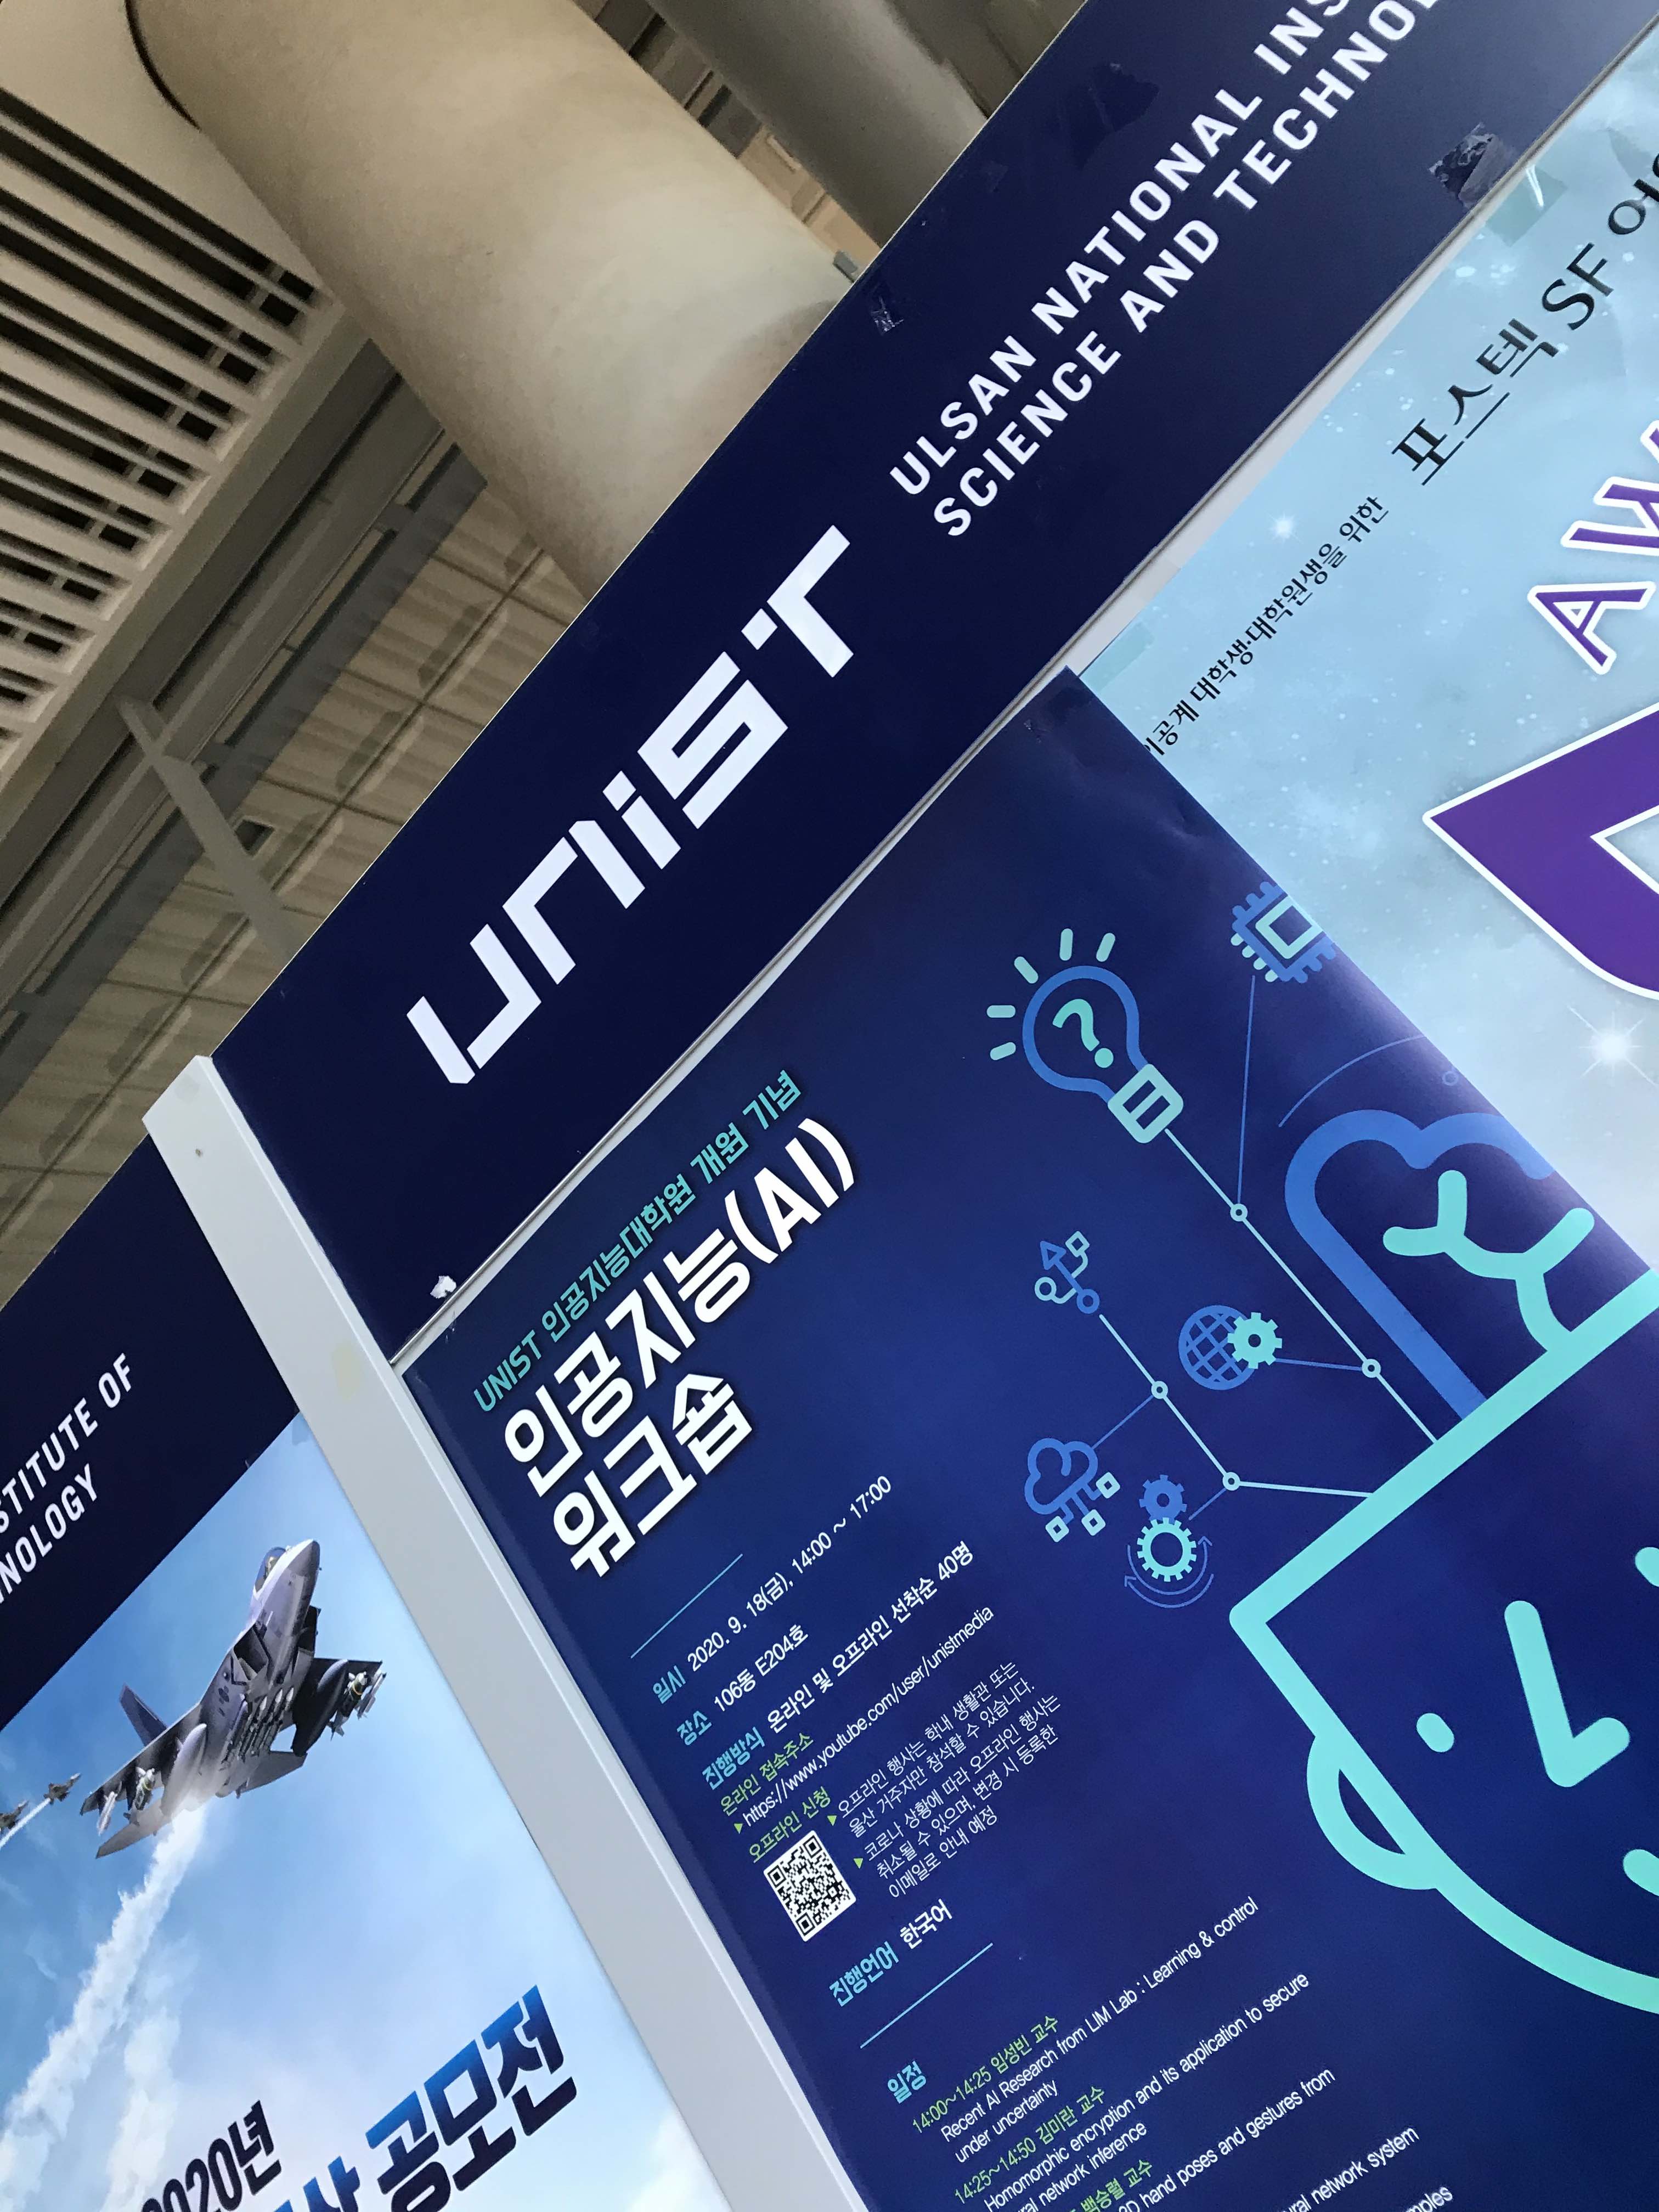 UNIST
ULSAN NATIONAL INS
SCIENCE AND TECHNOL
UNIST 인공지능대학원 개원 기념
인공지능(AI)
워크숍
일시 2020. 9. 18(금), 14:00 ~ 17:00
장소 106동 E204호
진행방식 온라인 및 오프라인 선착순 40명
온라인 접속주소
▶ https://www.youtube.com/user/unistmedia
오프라인 신청
▶ 오프라인 행사는 학내 생활관 또는
울산 거주자만 참석할 수 있습니다.
▶ 코로나 상황에 따라 오프라인 행사는
취소될 수 있으며, 변경 시 등록한
이메일로 안내 예정
진행언어 한국어
일정
14:00~14:25 임성빈 교수
Recent AI Research from LIM Lab : Learning & control
under uncertainty
14:25~14:50 김미란 교수
Homomorphic encryption and its application to secure
ral network inference
백승렬 교수
3D hand poses and gestures from
ural network system
mples
포스텍 SF 어
이공계 대학생·대학원생을 위한
AW
STITUTE OF
NOLOGY
2020년
공모전